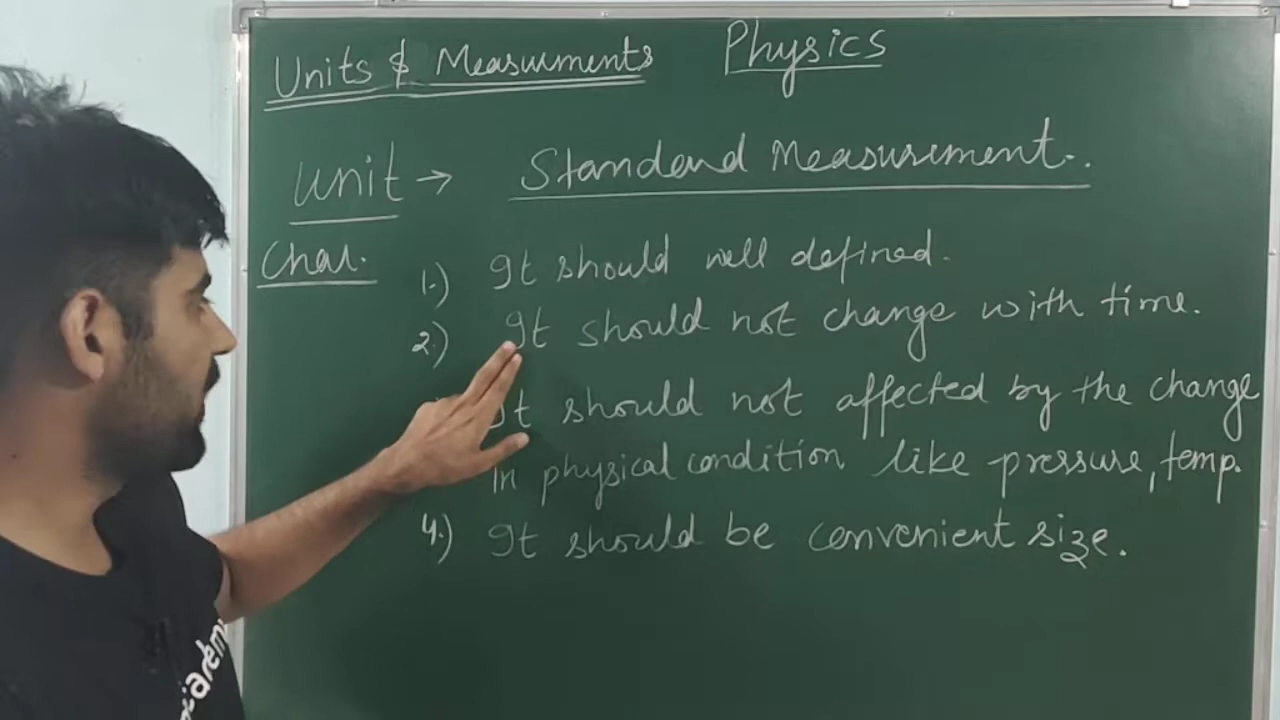 Units & Measurments Physics
Unit → Standard Measurement.
Char. 1.) It should well defined.
2.) It should not change with time.
It should not affected by the change
In physical condition like pressure, temp.
4.) It should be convenient size.